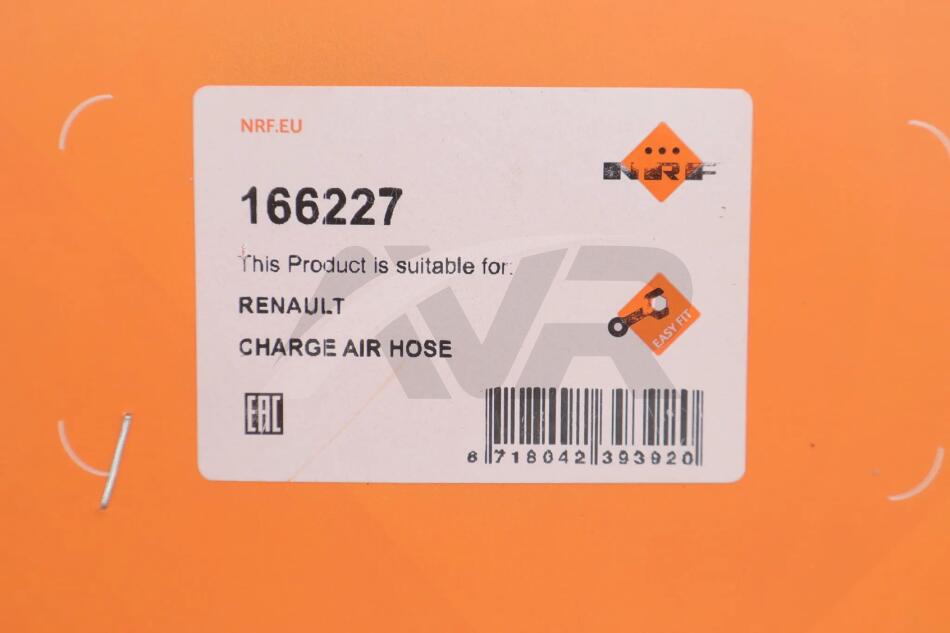 NRF.EU
NRF
166227
This Product is suitable for:
RENAULT
CHARGE AIR HOSE
EASY FIT
EAC
8 718042 393920
AVR